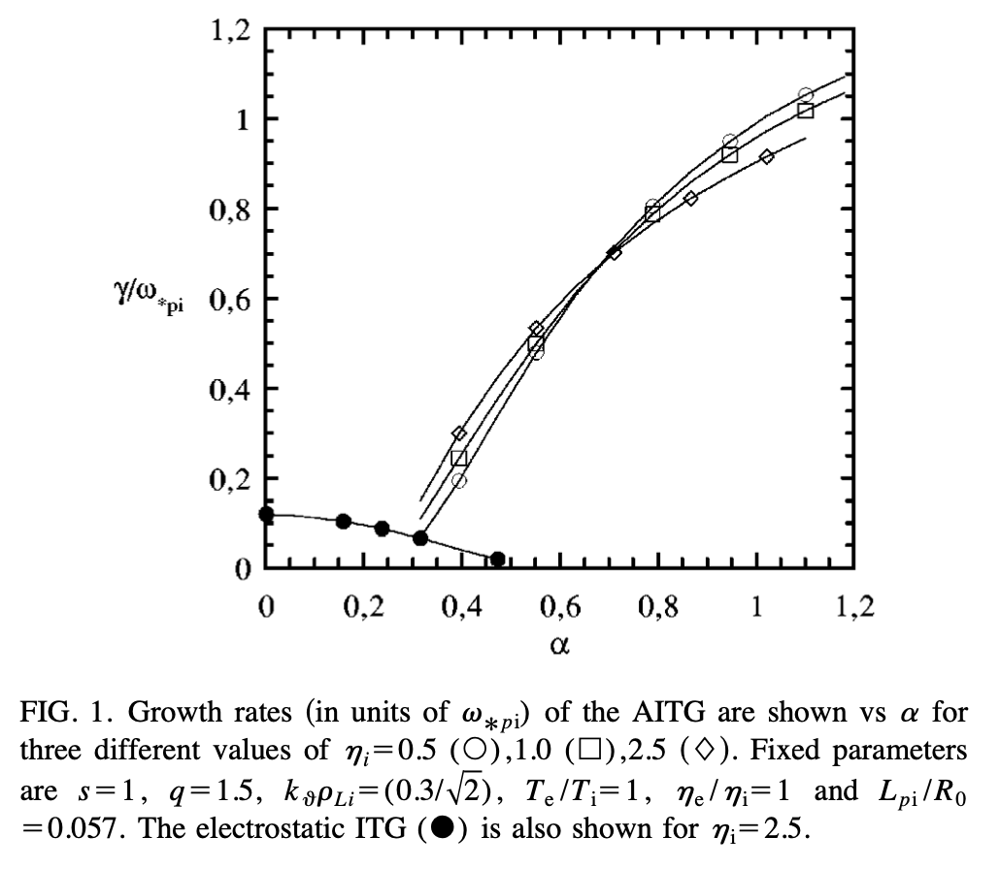 1,2
1
0,8
γ/ω*pi 0,6
0,4
0,2
0
0 0,2 0,4 0,6 0,8 1 1,2
α
FIG. 1. Growth rates (in units of ω∗pi) of the AITG are shown vs α for
three different values of ηi=0.5 (○),1.0 (□),2.5 (◇). Fixed parameters
are s=1, q=1.5, kϑρLi=(0.3/√2), Te/Ti=1, ηe/ηi=1 and Lpi/R0
=0.057. The electrostatic ITG (●) is also shown for ηi=2.5.